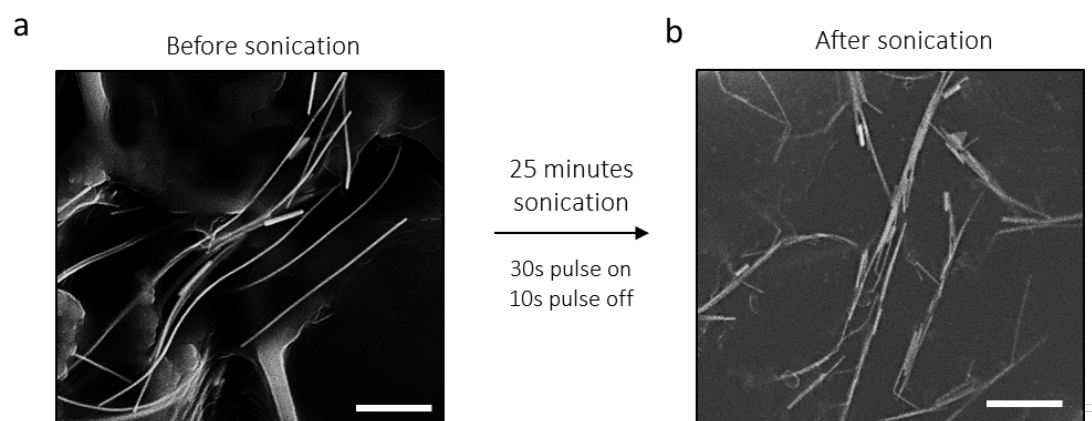 a
Before sonication
25 minutes
sonication
30s pulse on
10s pulse off
b
After sonication